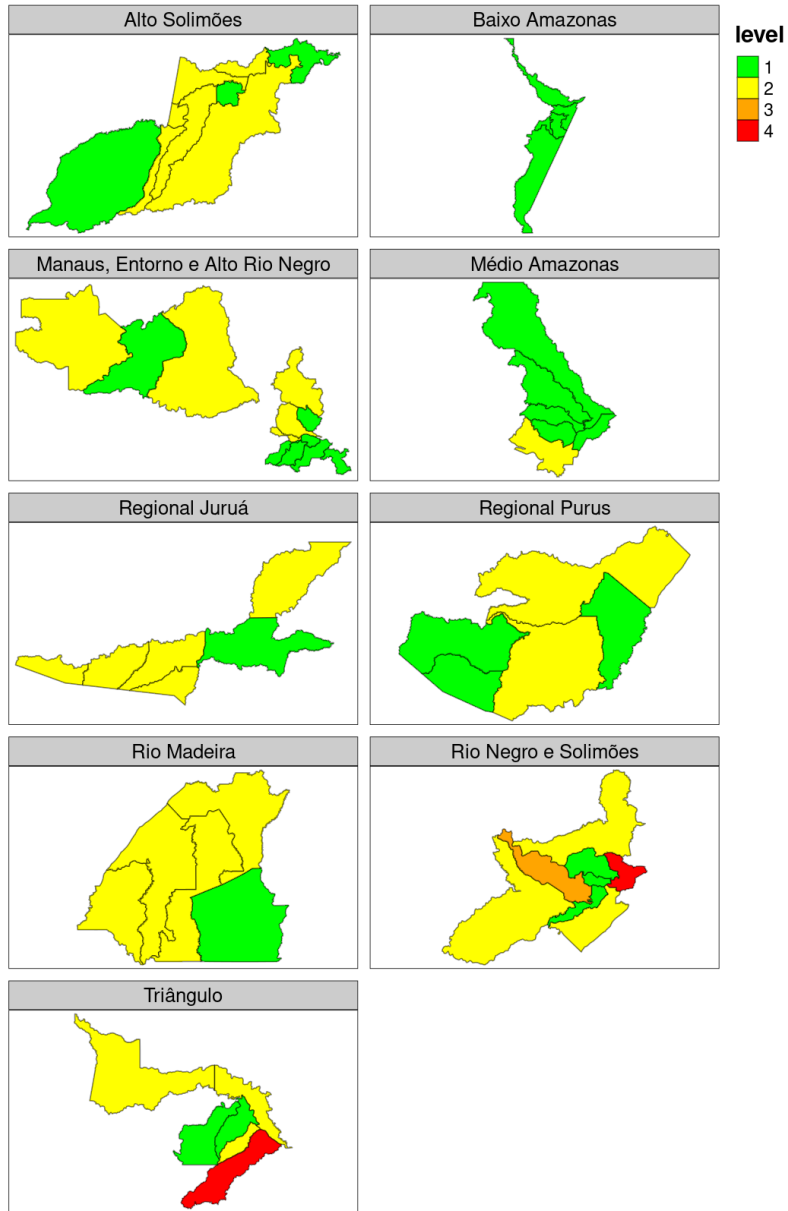 Alto Solimões
Baixo Amazonas
level
1
2
3
4
Manaus, Entorno e Alto Rio Negro
Médio Amazonas
Regional Juruá
Regional Purus
Rio Madeira
Rio Negro e Solimões
Triângulo